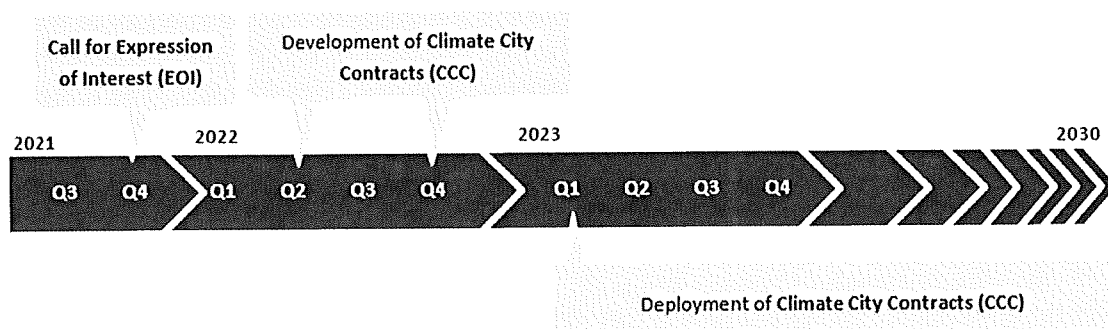 Call for Expression
of Interest (EOI)
Development of Climate City
Contracts (CCC)
2021
2022
2023
2030
Q3 Q4 Q1 Q2 Q3 Q4 Q1 Q2 Q3 Q4
Deployment of Climate City Contracts (CCC)